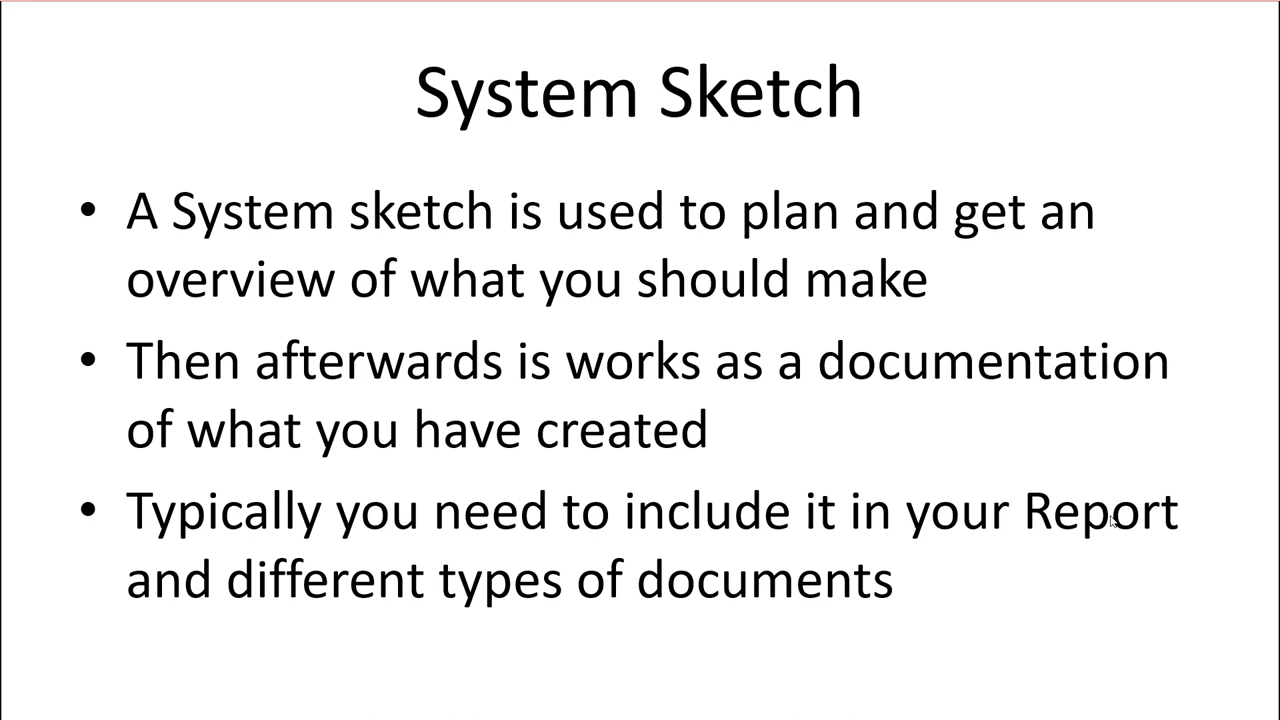 System Sketch
• A System sketch is used to plan and get an
overview of what you should make
• Then afterwards is works as a documentation
of what you have created
• Typically you need to include it in your Report
and different types of documents